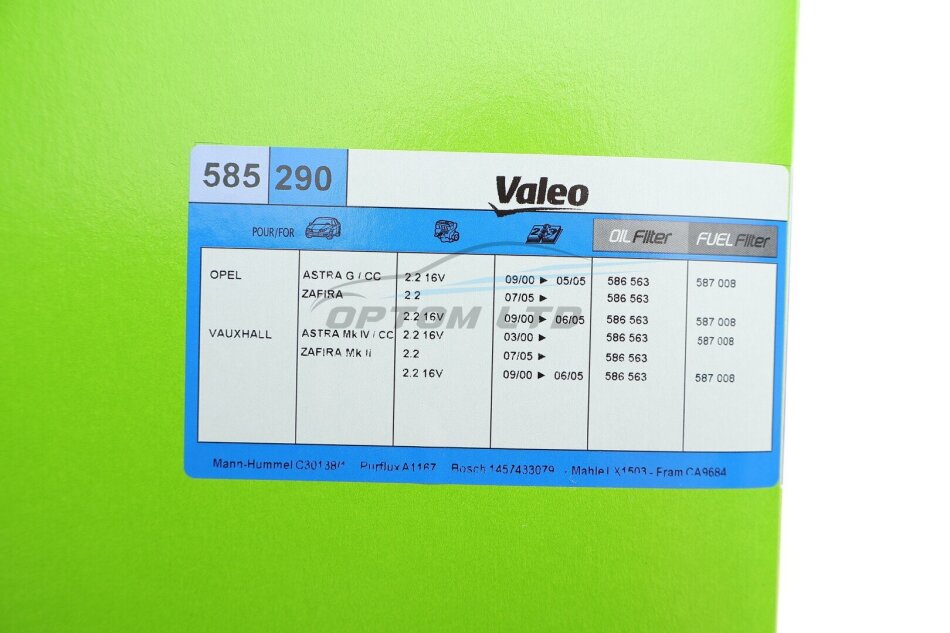 585 290 Valeo
POUR/FOR OIL Filter FUEL Filter
OPEL ASTRA G / CC 2.2 16V 09/00 ► 05/05 586 563 587 008
ZAFIRA 2.2 07/05 ► 586 563
2.2 16V 09/00 ► 06/05 586 563 587 008
VAUXHALL ASTRA Mk IV / CC 2.2 16V 03/00 ► 586 563 587 008
ZAFIRA Mk II 2.2 07/05 ► 586 563
2.2 16V 09/00 ► 06/05 586 563 587 008
OPTOM LTD
Mann-Hummel C30138/1 Purflux A1167 Bosch 1457433079 - Mahle LX1503 - Fram CA9684